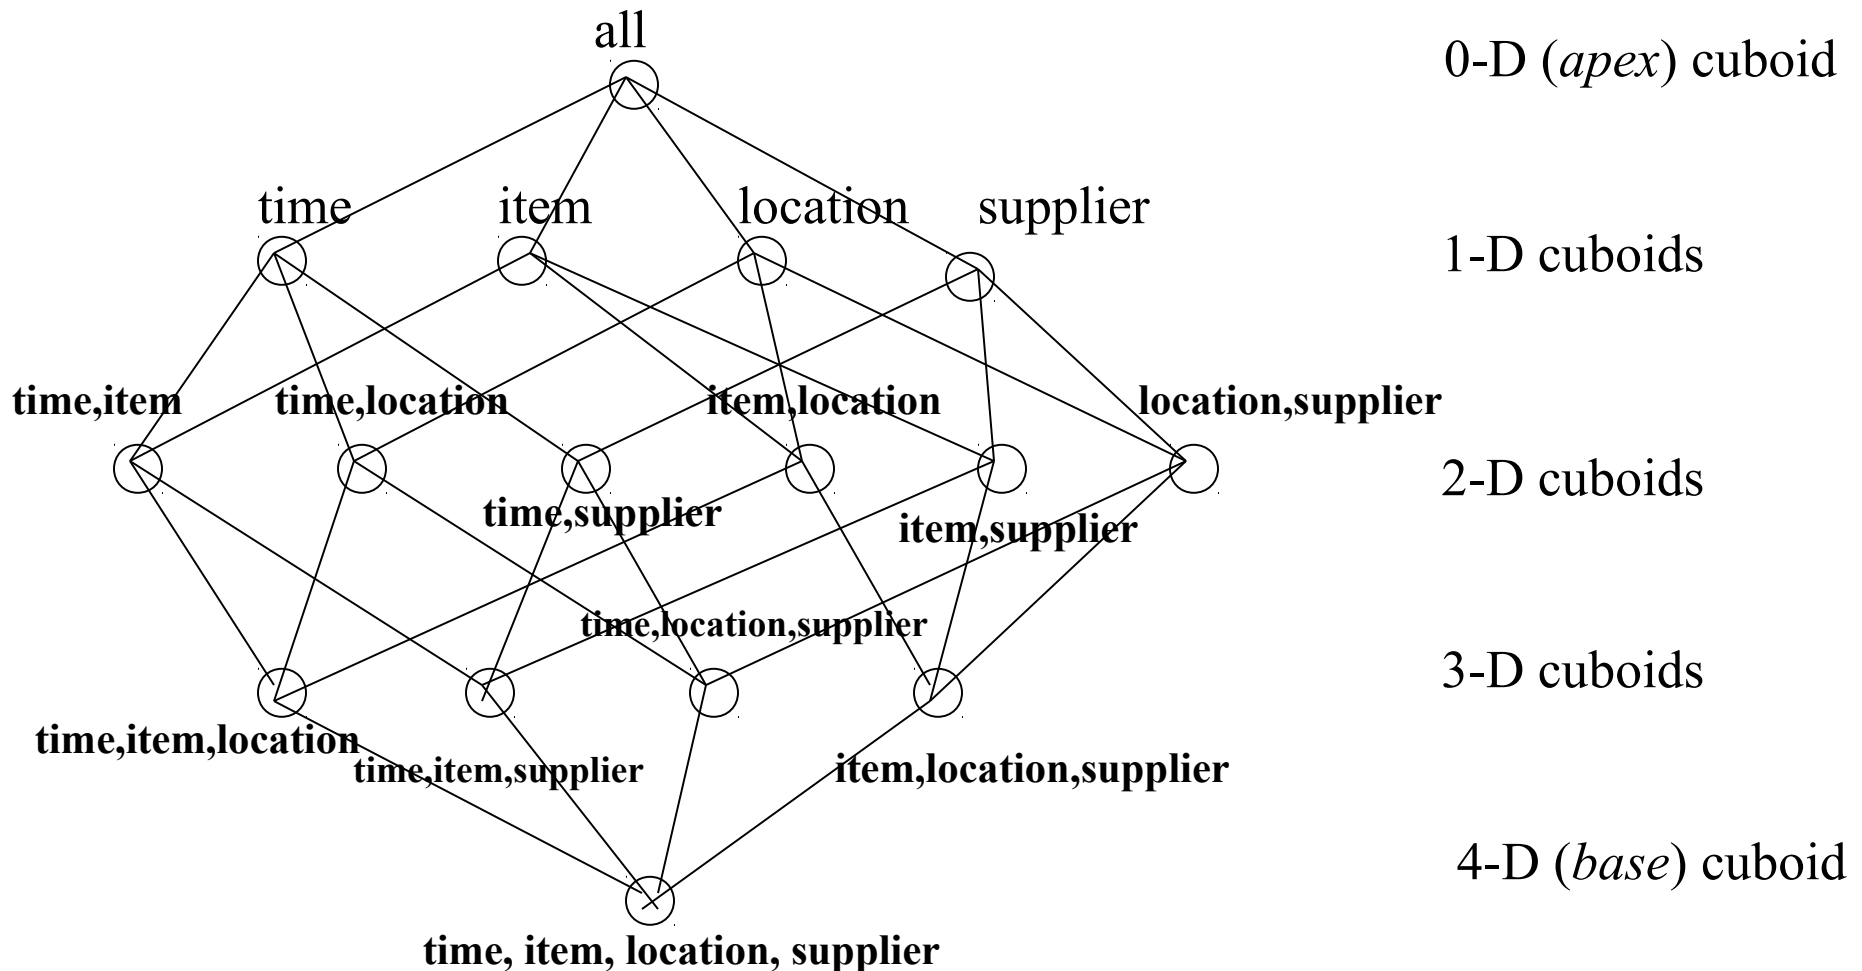 all
0-D (apex) cuboid
time
item
location
supplier
1-D cuboids
time,item
time,location
item,location
location,supplier
2-D cuboids
time,supplier
item,supplier
time,location,supplier
3-D cuboids
time,item,location
time,item,supplier
item,location,supplier
4-D (base) cuboid
time, item, location, supplier